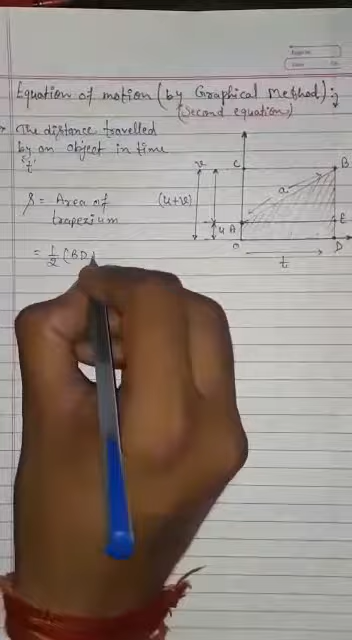 Equation of motion (by Graphical Method):
(Second equation)
The distance travelled
by an object in time
't'
S = Area of
trapezium
= 1/2 (BD
v
C
B
(u+v)
a
u
A
E
O
D
t